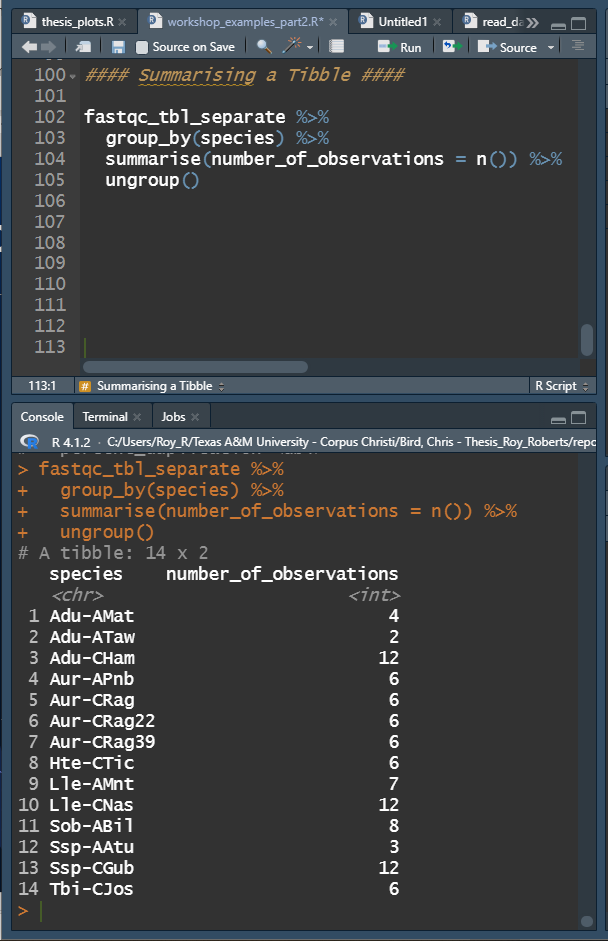 thesis_plots.R
workshop_examples_part2.R*
Untitled1
read_da
Source on Save
Run
Source
100 #### Summarising a Tibble ####
101
102 fastqc_tbl_separate %>%
103   group_by(species) %>%
104   summarise(number_of_observations = n()) %>%
105   ungroup()
106
107
108
109
110
111
112
113
113:1 # Summarising a Tibble R Script
Console Terminal Jobs
R 4.1.2 · C:/Users/Roy_R/Texas A&M University - Corpus Christi/Bird, Chris - Thesis_Roy_Roberts/repo
> fastqc_tbl_separate %>%
+   group_by(species) %>%
+   summarise(number_of_observations = n()) %>%
+   ungroup()
# A tibble: 14 x 2
   species    number_of_observations
   <chr>                       <int>
 1 Adu-AMat                        4
 2 Adu-ATaw                        2
 3 Adu-CHam                       12
 4 Aur-APnb                        6
 5 Aur-CRag                        6
 6 Aur-CRag22                      6
 7 Aur-CRag39                      6
 8 Hte-CTic                        6
 9 Lle-AMnt                        7
10 Lle-CNas                       12
11 Sob-ABil                        8
12 Ssp-AAtu                        3
13 Ssp-CGub                       12
14 Tbi-CJos                        6
>